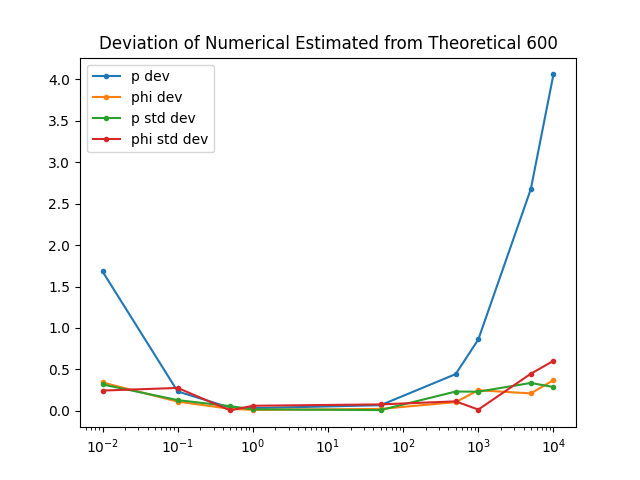 Deviation of Numerical Estimated from Theoretical 600
p dev
phi dev
p std dev
phi std dev
4.0
3.5
3.0
2.5
2.0
1.5
1.0
0.5
0.0
10⁻² 10⁻¹ 10⁰ 10¹ 10² 10³ 10⁴